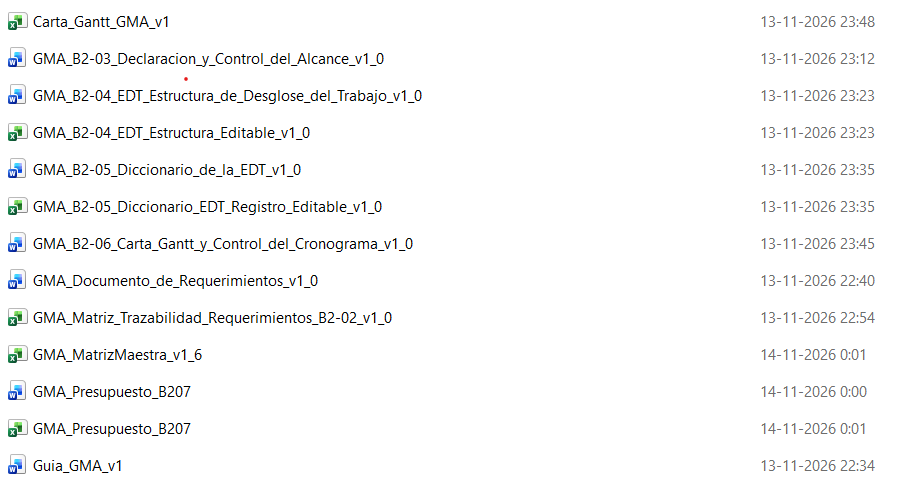 Carta_Gantt_GMA_v1 13-11-2026 23:48
GMA_B2-03_Declaracion_y_Control_del_Alcance_v1_0 13-11-2026 23:12
GMA_B2-04_EDT_Estructura_de_Desglose_del_Trabajo_v1_0 13-11-2026 23:23
GMA_B2-04_EDT_Estructura_Editable_v1_0 13-11-2026 23:23
GMA_B2-05_Diccionario_de_la_EDT_v1_0 13-11-2026 23:35
GMA_B2-05_Diccionario_EDT_Registro_Editable_v1_0 13-11-2026 23:35
GMA_B2-06_Carta_Gantt_y_Control_del_Cronograma_v1_0 13-11-2026 23:45
GMA_Documento_de_Requerimientos_v1_0 13-11-2026 22:40
GMA_Matriz_Trazabilidad_Requerimientos_B2-02_v1_0 13-11-2026 22:54
GMA_MatrizMaestra_v1_6 14-11-2026 0:01
GMA_Presupuesto_B207 14-11-2026 0:00
GMA_Presupuesto_B207 14-11-2026 0:01
Guia_GMA_v1 13-11-2026 22:34